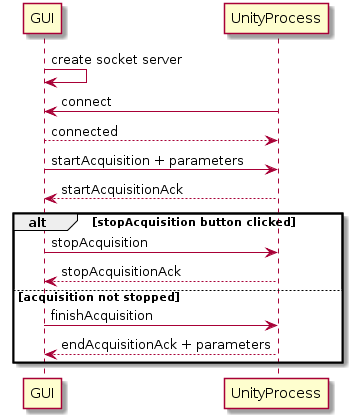 GUI UnityProcess
create socket server
connect
connected
startAcquisition + parameters
startAcquisitionAck
alt [stopAcquisition button clicked]
stopAcquisition
stopAcquisitionAck
[acquisition not stopped]
finishAcquisition
endAcquisitionAck + parameters
GUI UnityProcess